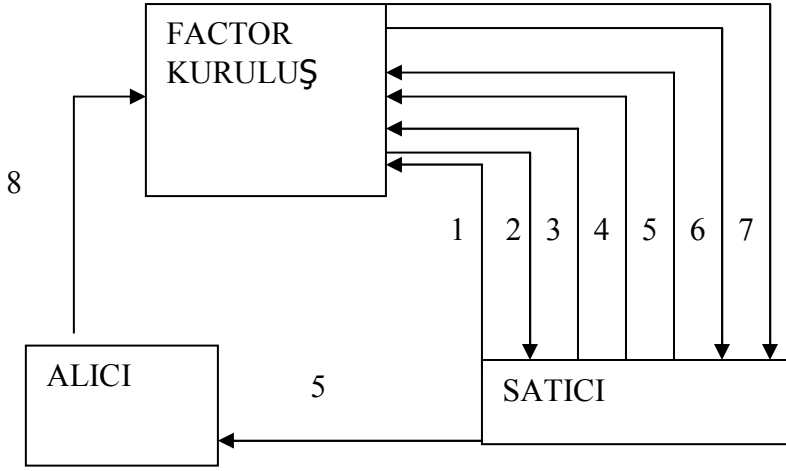 FACTOR
KURULUŞ
8
1 2 3 4 5 6 7
ALICI
5
SATICI